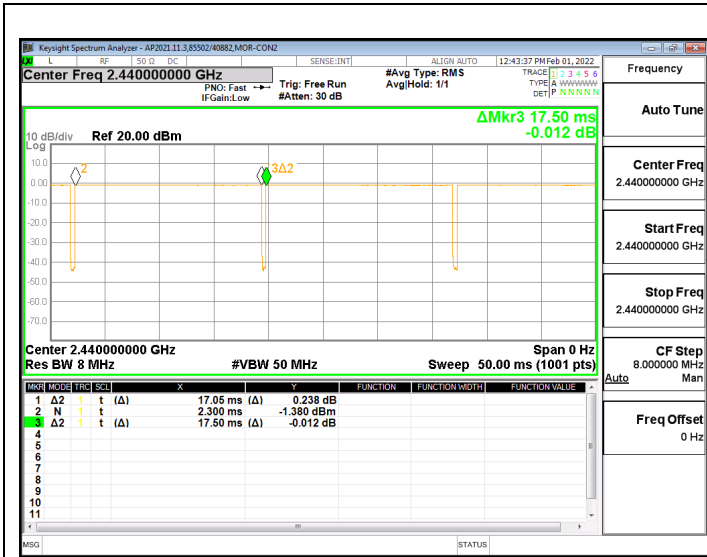 Keysight Spectrum Analyzer - AP2021.11.3,85502/40882,MOR-CON2
LXI L RF 50 Ω DC SENSE:INT ALIGN AUTO 12:43:37 PM Feb 01, 2022
Center Freq 2.440000000 GHz
PNO: Fast
IFGain:Low
Trig: Free Run
#Atten: 30 dB
#Avg Type: RMS
Avg|Hold: 1/1
TRACE 1 2 3 4 5 6
TYPE A WWWWW
DET P N N N N N
ΔMkr3 17.50 ms
-0.012 dB
10 dB/div Ref 20.00 dBm
Log
10.0
0.00
-10.0
-20.0
-30.0
-40.0
-50.0
-60.0
-70.0
2
3Δ2
Center 2.440000000 GHz Span 0 Hz
Res BW 8 MHz #VBW 50 MHz Sweep 50.00 ms (1001 pts)
MKR MODE TRC SCL X Y FUNCTION FUNCTION WIDTH FUNCTION VALUE
1 Δ2 1 t (Δ) 17.05 ms (Δ) 0.238 dB
2 N 1 t 2.300 ms -1.380 dBm
3 Δ2 1 t (Δ) 17.50 ms (Δ) -0.012 dB
4
5
6
7
8
9
10
11
MSG STATUS
Frequency
Auto Tune
Center Freq
2.440000000 GHz
Start Freq
2.440000000 GHz
Stop Freq
2.440000000 GHz
CF Step
8.000000 MHz
Auto Man
Freq Offset
0 Hz